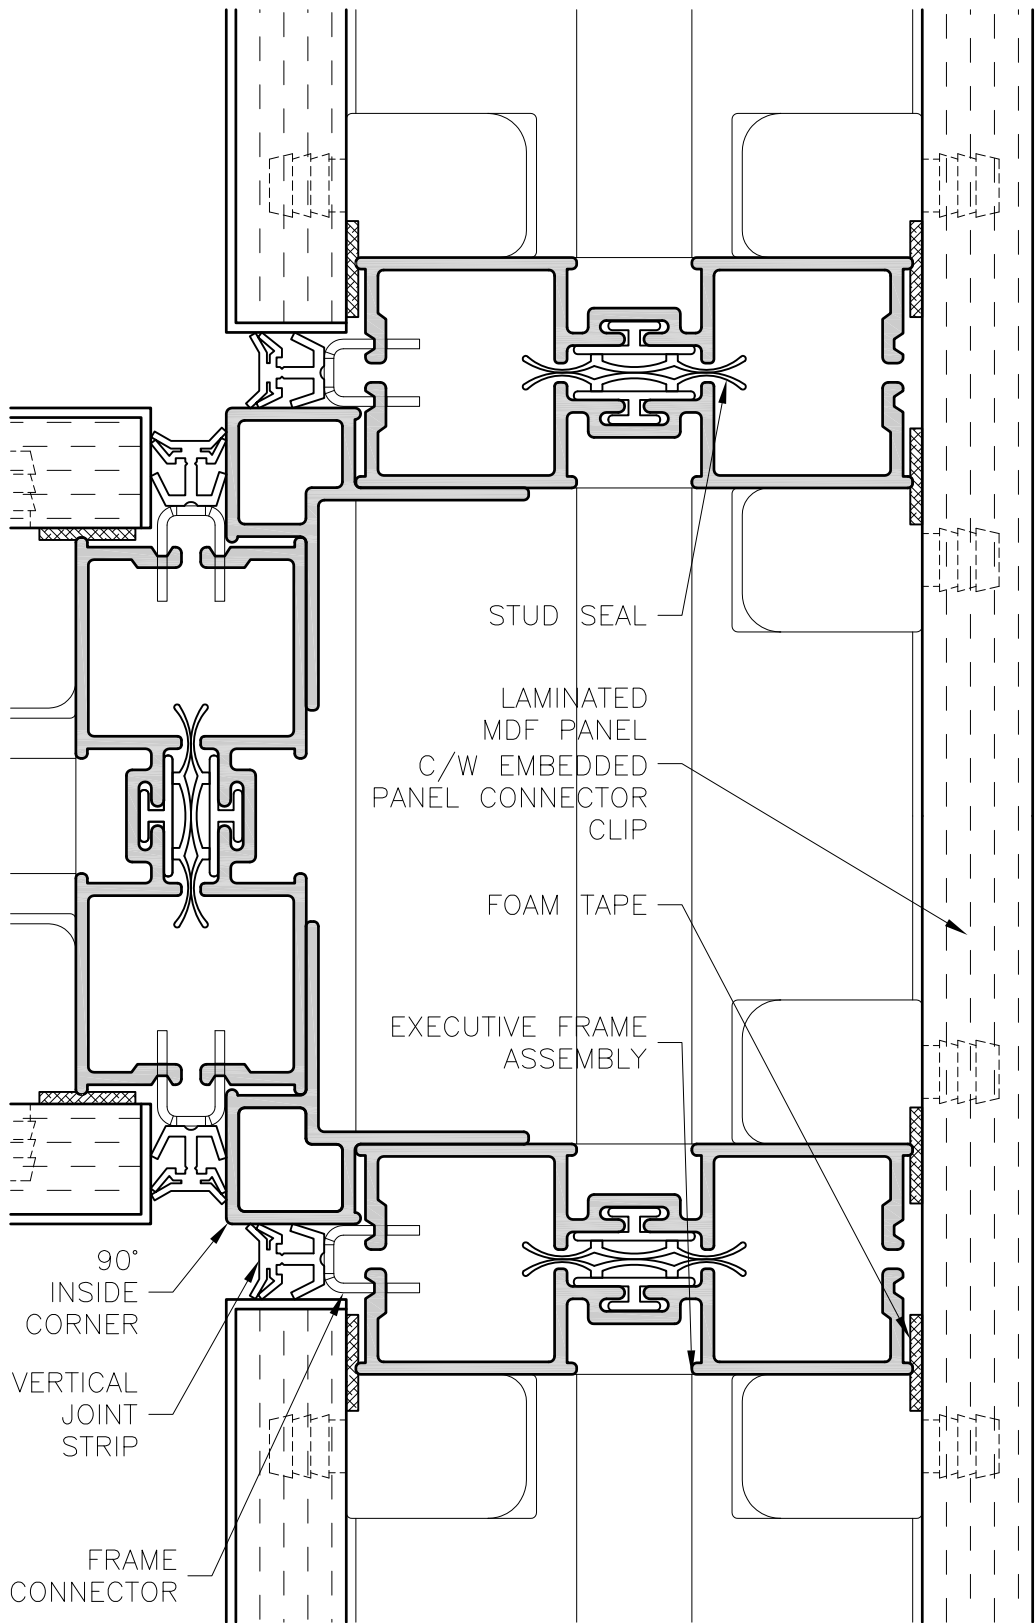 STUD SEAL
LAMINATED
MDF PANEL
C/W EMBEDDED
PANEL CONNECTOR
CLIP
FOAM TAPE
EXECUTIVE FRAME
ASSEMBLY
90°
INSIDE
CORNER
VERTICAL
JOINT
STRIP
FRAME
CONNECTOR